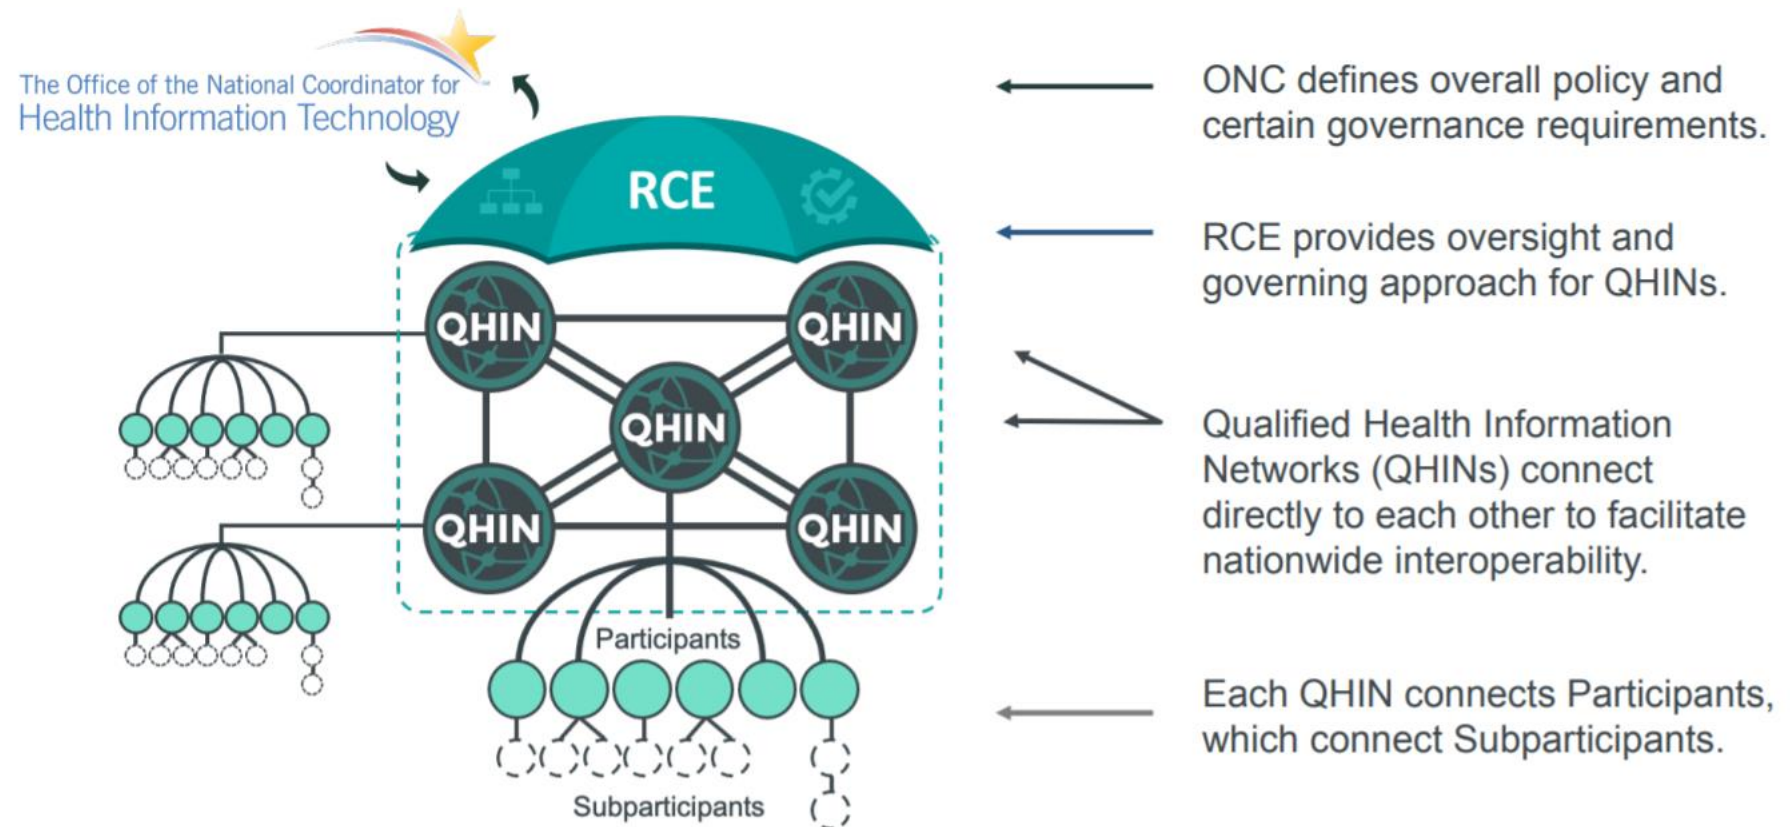 The Office of the National Coordinator for
Health Information Technology
RCE
QHIN
QHIN
QHIN
QHIN
QHIN
Participants
Subparticipants
ONC defines overall policy and
certain governance requirements.
RCE provides oversight and
governing approach for QHINs.
Qualified Health Information
Networks (QHINs) connect
directly to each other to facilitate
nationwide interoperability.
Each QHIN connects Participants,
which connect Subparticipants.